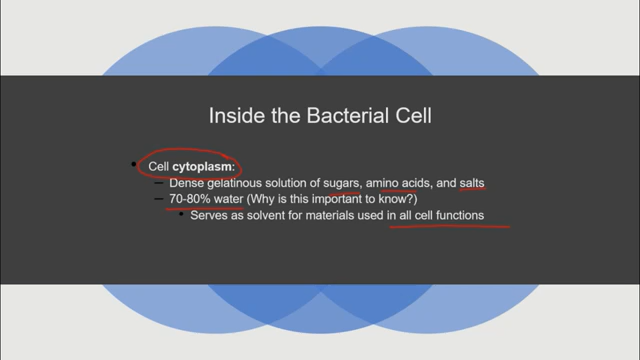 Inside the Bacterial Cell
• Cell cytoplasm:
– Dense gelatinous solution of sugars, amino acids, and salts
– 70-80% water (Why is this important to know?)
• Serves as solvent for materials used in all cell functions